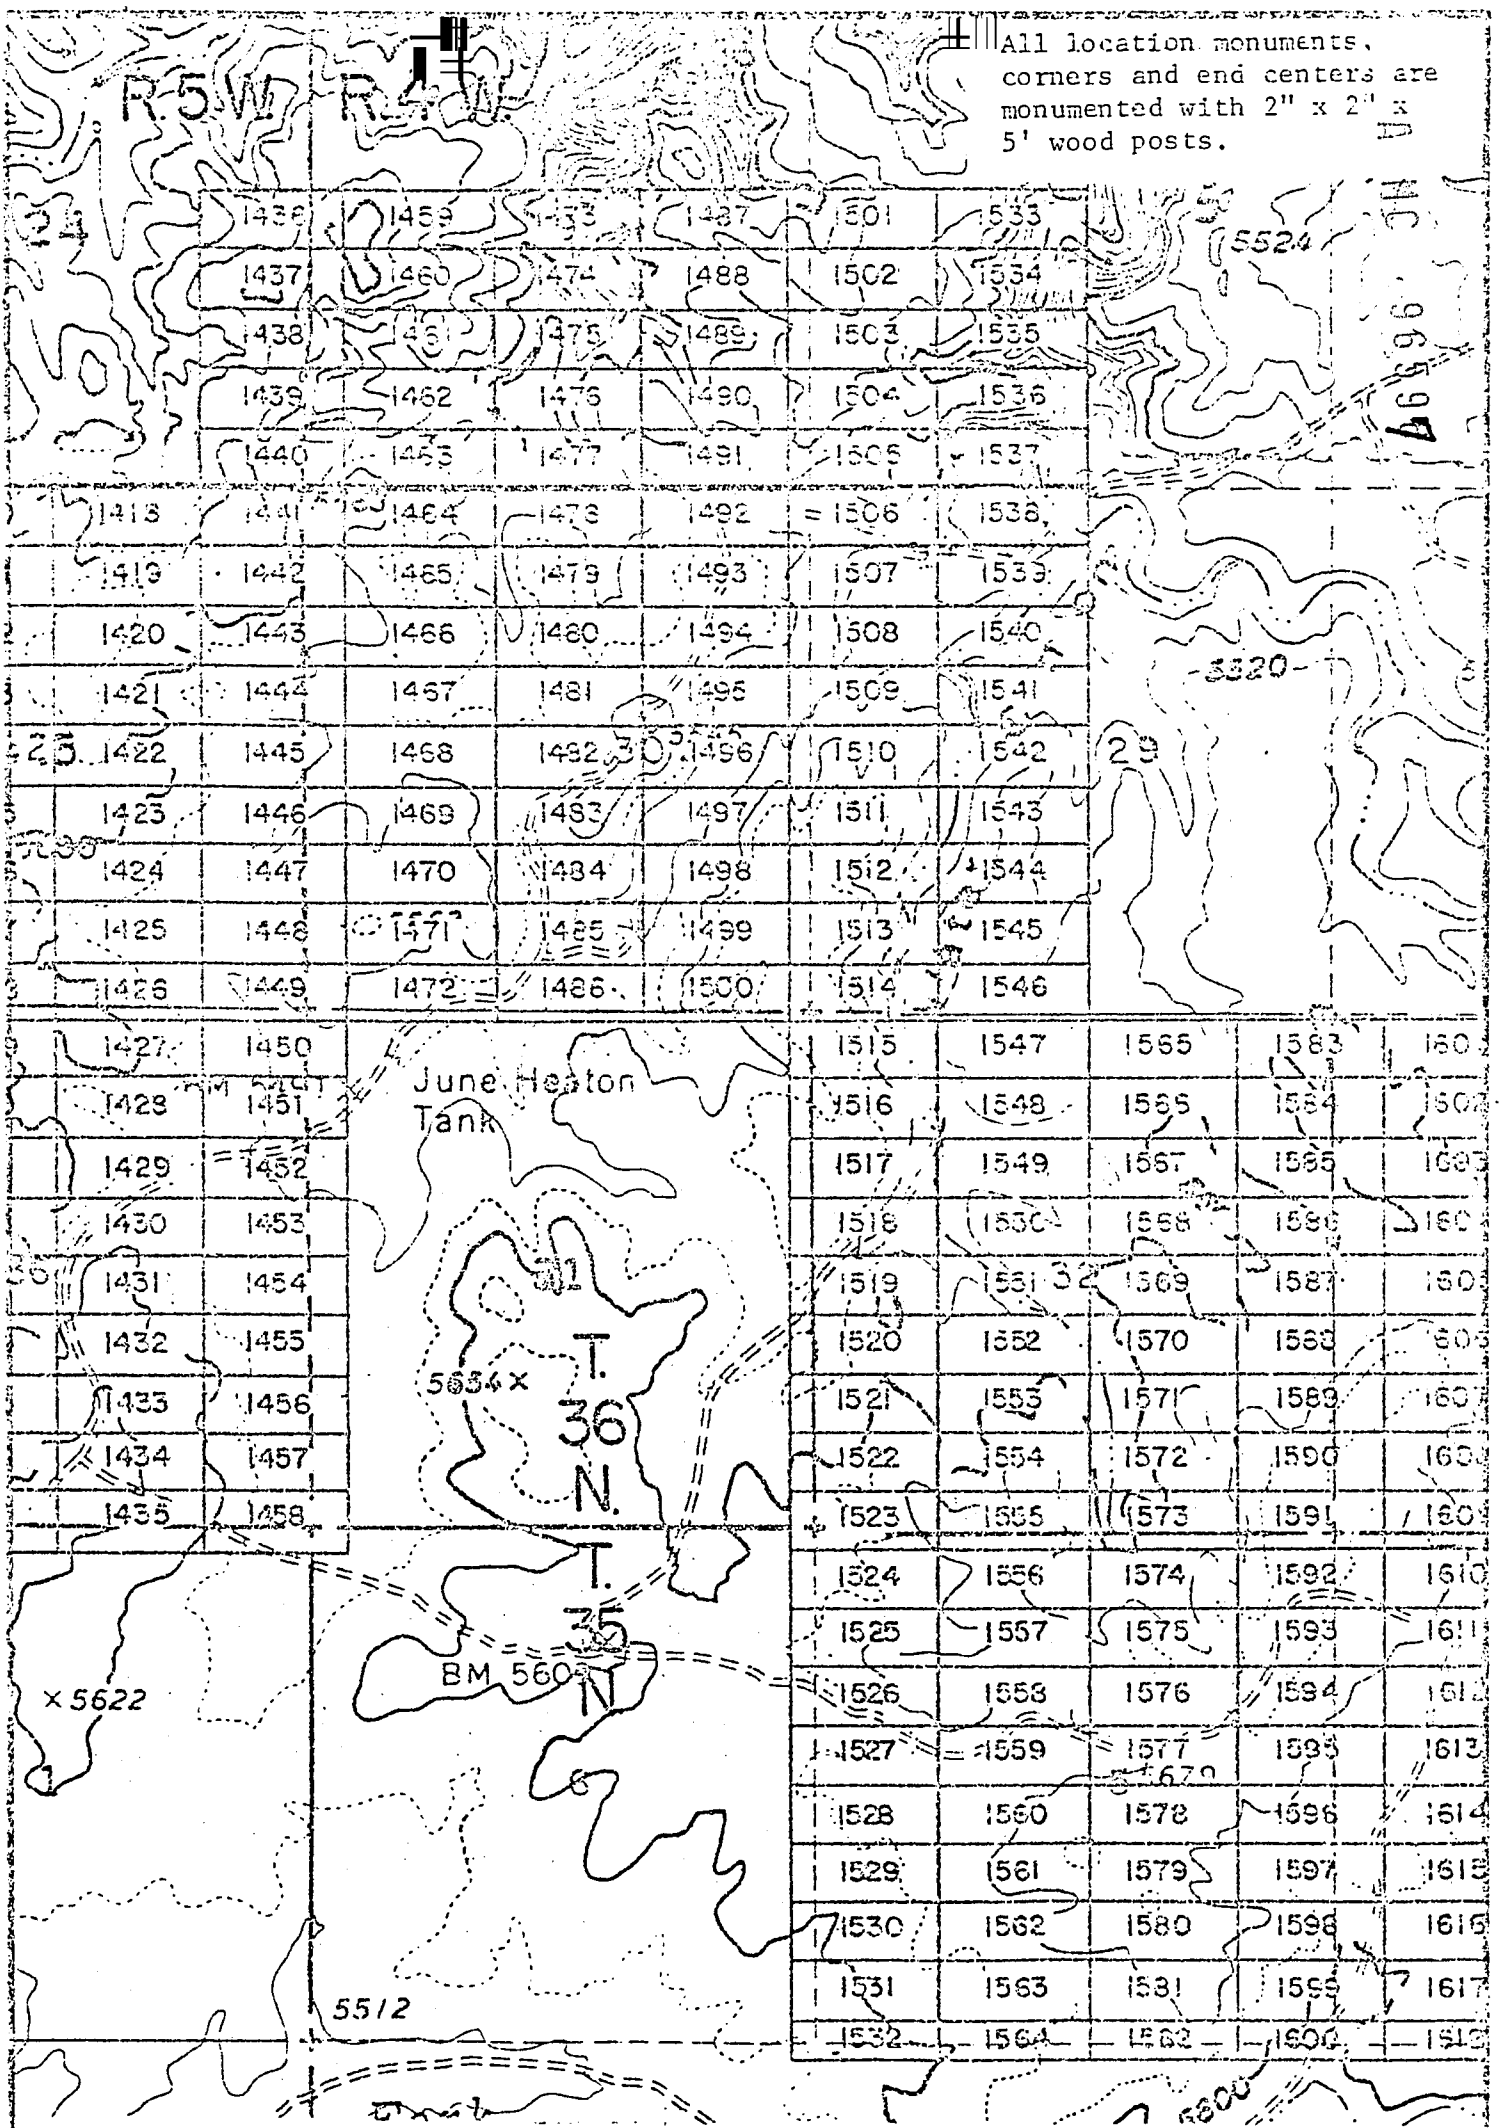 All location monuments,
corners and end centers are
monumented with 2" x 2" x
5' wood posts.
R.5W. R.4W.
1459 1487 1501 1533
5524
1437 1460 1474 1488 1502 1534
1438 1461 1475 1489 1503 1535
1439 1462 1476 1490 1504 1536
1440 1463 1477 1491 1505 1537
1418 1441 1464 1478 1492 1506 1538
1419 1442 1465 1479 1493 1507 1539
1420 1443 1466 1480 1494 1508 1540
1421 1444 1467 1481 1495 1509 1541
1422 1445 1468 1482 30 1496 1510 1542 29
1423 1446 1469 1483 1497 1511 1543
1424 1447 1470 1484 1498 1512 1544
1425 1448 1471 1485 1499 1513 1545
1426 1449 1472 1486 1500 1514 1546
1427 1450 1515 1547 1565 1583
June Heaton
Tank
1428 1451 1516 1548 1566 1584
1429 1452 1517 1549 1567 1585
1430 1453 1518 1550 1568 1586
1431 1454 1519 1551 32 1569 1587
1432 1455 1520 1552 1570 1588
T.
5654 x
1433 1456 1521 1553 1571 1589
36
1434 1457 1522 1554 1572 1590
N.
1435 1458 1523 1555 1573 1591
T.
1524 1556 1574 1592 1610
35
1525 1557 1575 1593 1611
BM 560
N
x 5622
1526 1558 1576 1594 1612
1527 1559 1577 1595 1613
6
1528 1560 1578 1596 1614
1529 1561 1579 1597 1615
1530 1562 1580 1598 1616
1531 1563 1581 1599 1617
5512
1532 1564 1582 1600
5600